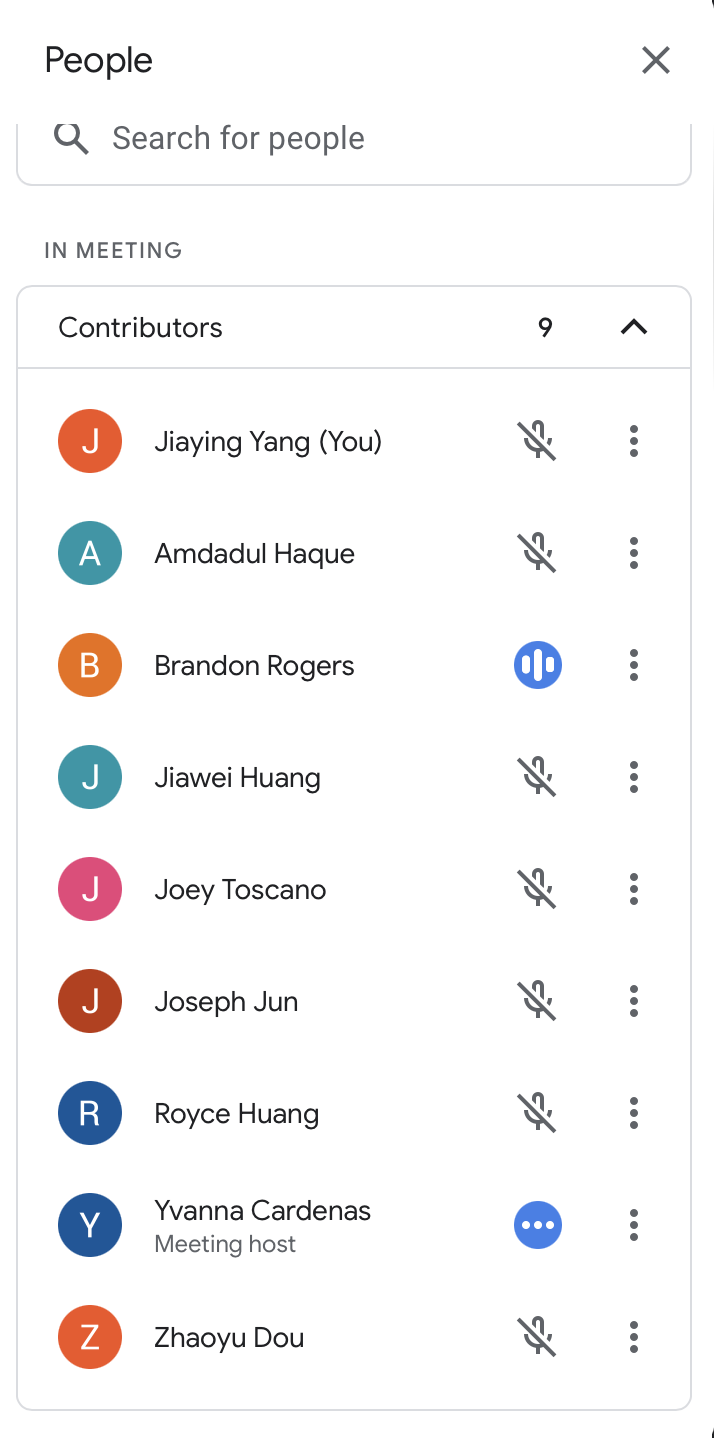 People
Search for people
IN MEETING
Contributors 9
J Jiaying Yang (You)
A Amdadul Haque
B Brandon Rogers
J Jiawei Huang
J Joey Toscano
J Joseph Jun
R Royce Huang
Y Yvanna Cardenas
Meeting host
Z Zhaoyu Dou